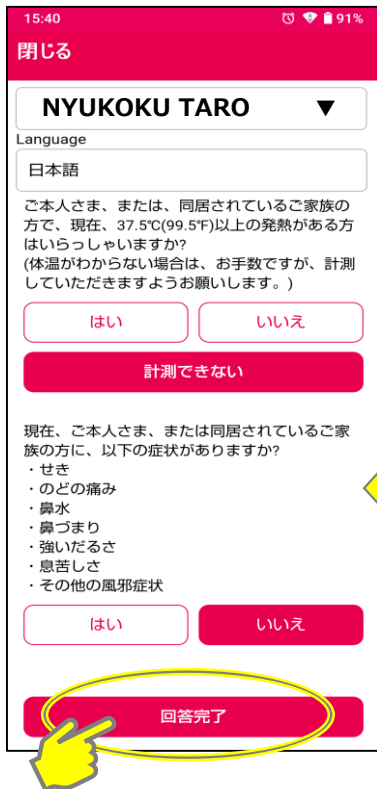 15:40 91%
閉じる
NYUKOKU TARO ▼
Language
日本語
ご本人さま、または、同居されているご家族の
方で、現在、37.5℃(99.5℉)以上の発熱がある方
はいらっしゃいますか?
(体温がわからない場合は、お手数ですが、計測
していただきますようお願いします。)
はい いいえ
計測できない
現在、ご本人さま、または同居されているご家
族の方に、以下の症状がありますか?
・せき
・のどの痛み
・鼻水
・鼻づまり
・強いだるさ
・息苦しさ
・その他の風邪症状
はい いいえ
回答完了